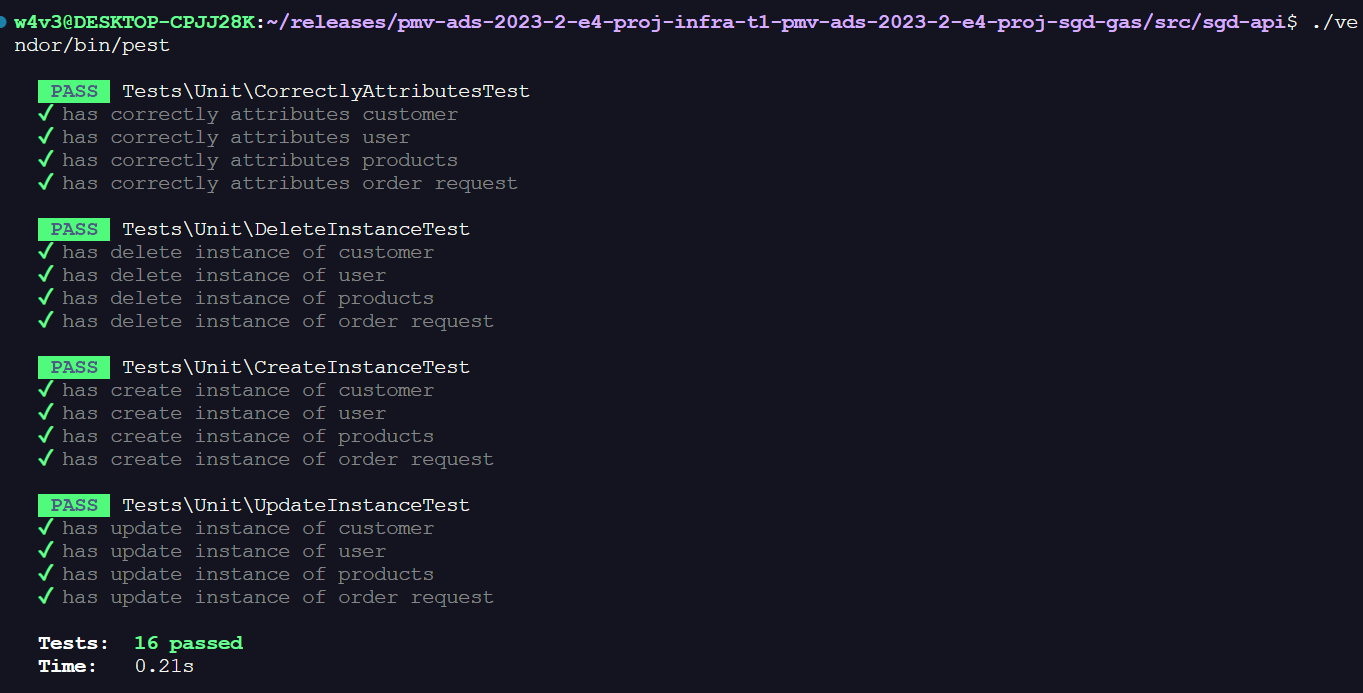 w4v3@DESKTOP-CPJJ28K:~/releases/pmv-ads-2023-2-e4-proj-infra-t1-pmv-ads-2023-2-e4-proj-sgd-gas/src/sgd-api$ ./ve
ndor/bin/pest
PASS Tests\Unit\CorrectlyAttributesTest
✓ has correctly attributes customer
✓ has correctly attributes user
✓ has correctly attributes products
✓ has correctly attributes order request
PASS Tests\Unit\DeleteInstanceTest
✓ has delete instance of customer
✓ has delete instance of user
✓ has delete instance of products
✓ has delete instance of order request
PASS Tests\Unit\CreateInstanceTest
✓ has create instance of customer
✓ has create instance of user
✓ has create instance of products
✓ has create instance of order request
PASS Tests\Unit\UpdateInstanceTest
✓ has update instance of customer
✓ has update instance of user
✓ has update instance of products
✓ has update instance of order request
Tests: 16 passed
Time: 0.21s